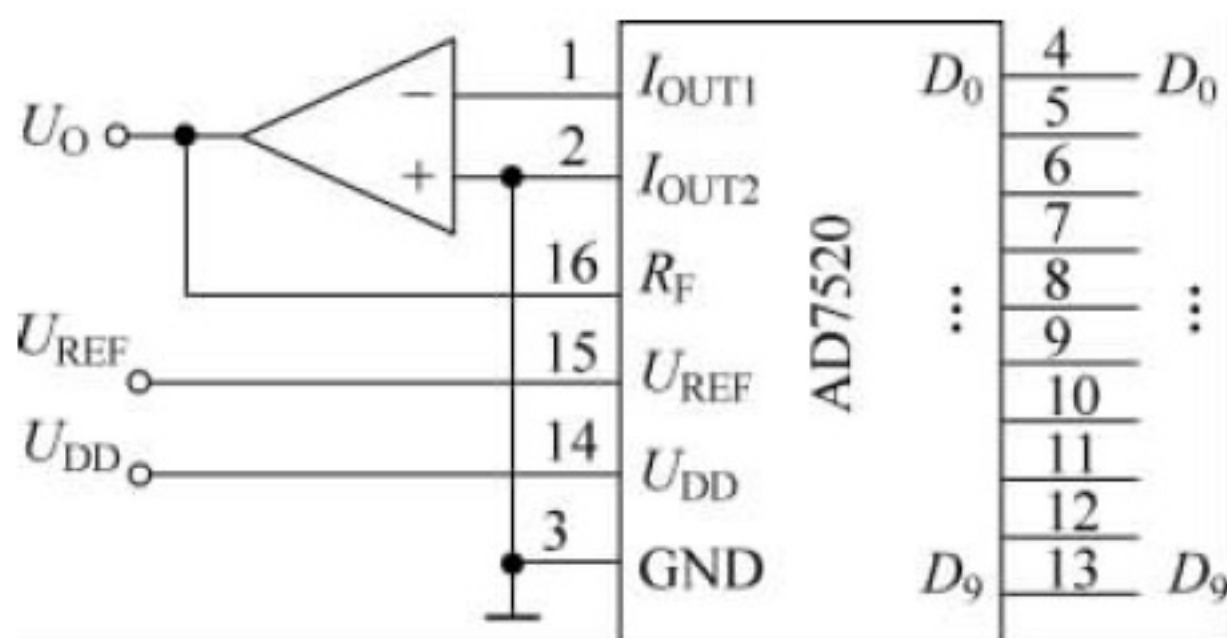 1 I_OUT1 D_0 4 D_0
5
U_O − 
+ 2 I_OUT2 6
7
16 R_F AD7520 ... 8 ...
U_REF 15 U_REF 9
10
U_DD 14 U_DD 11
12
3 GND D_9 13 D_9